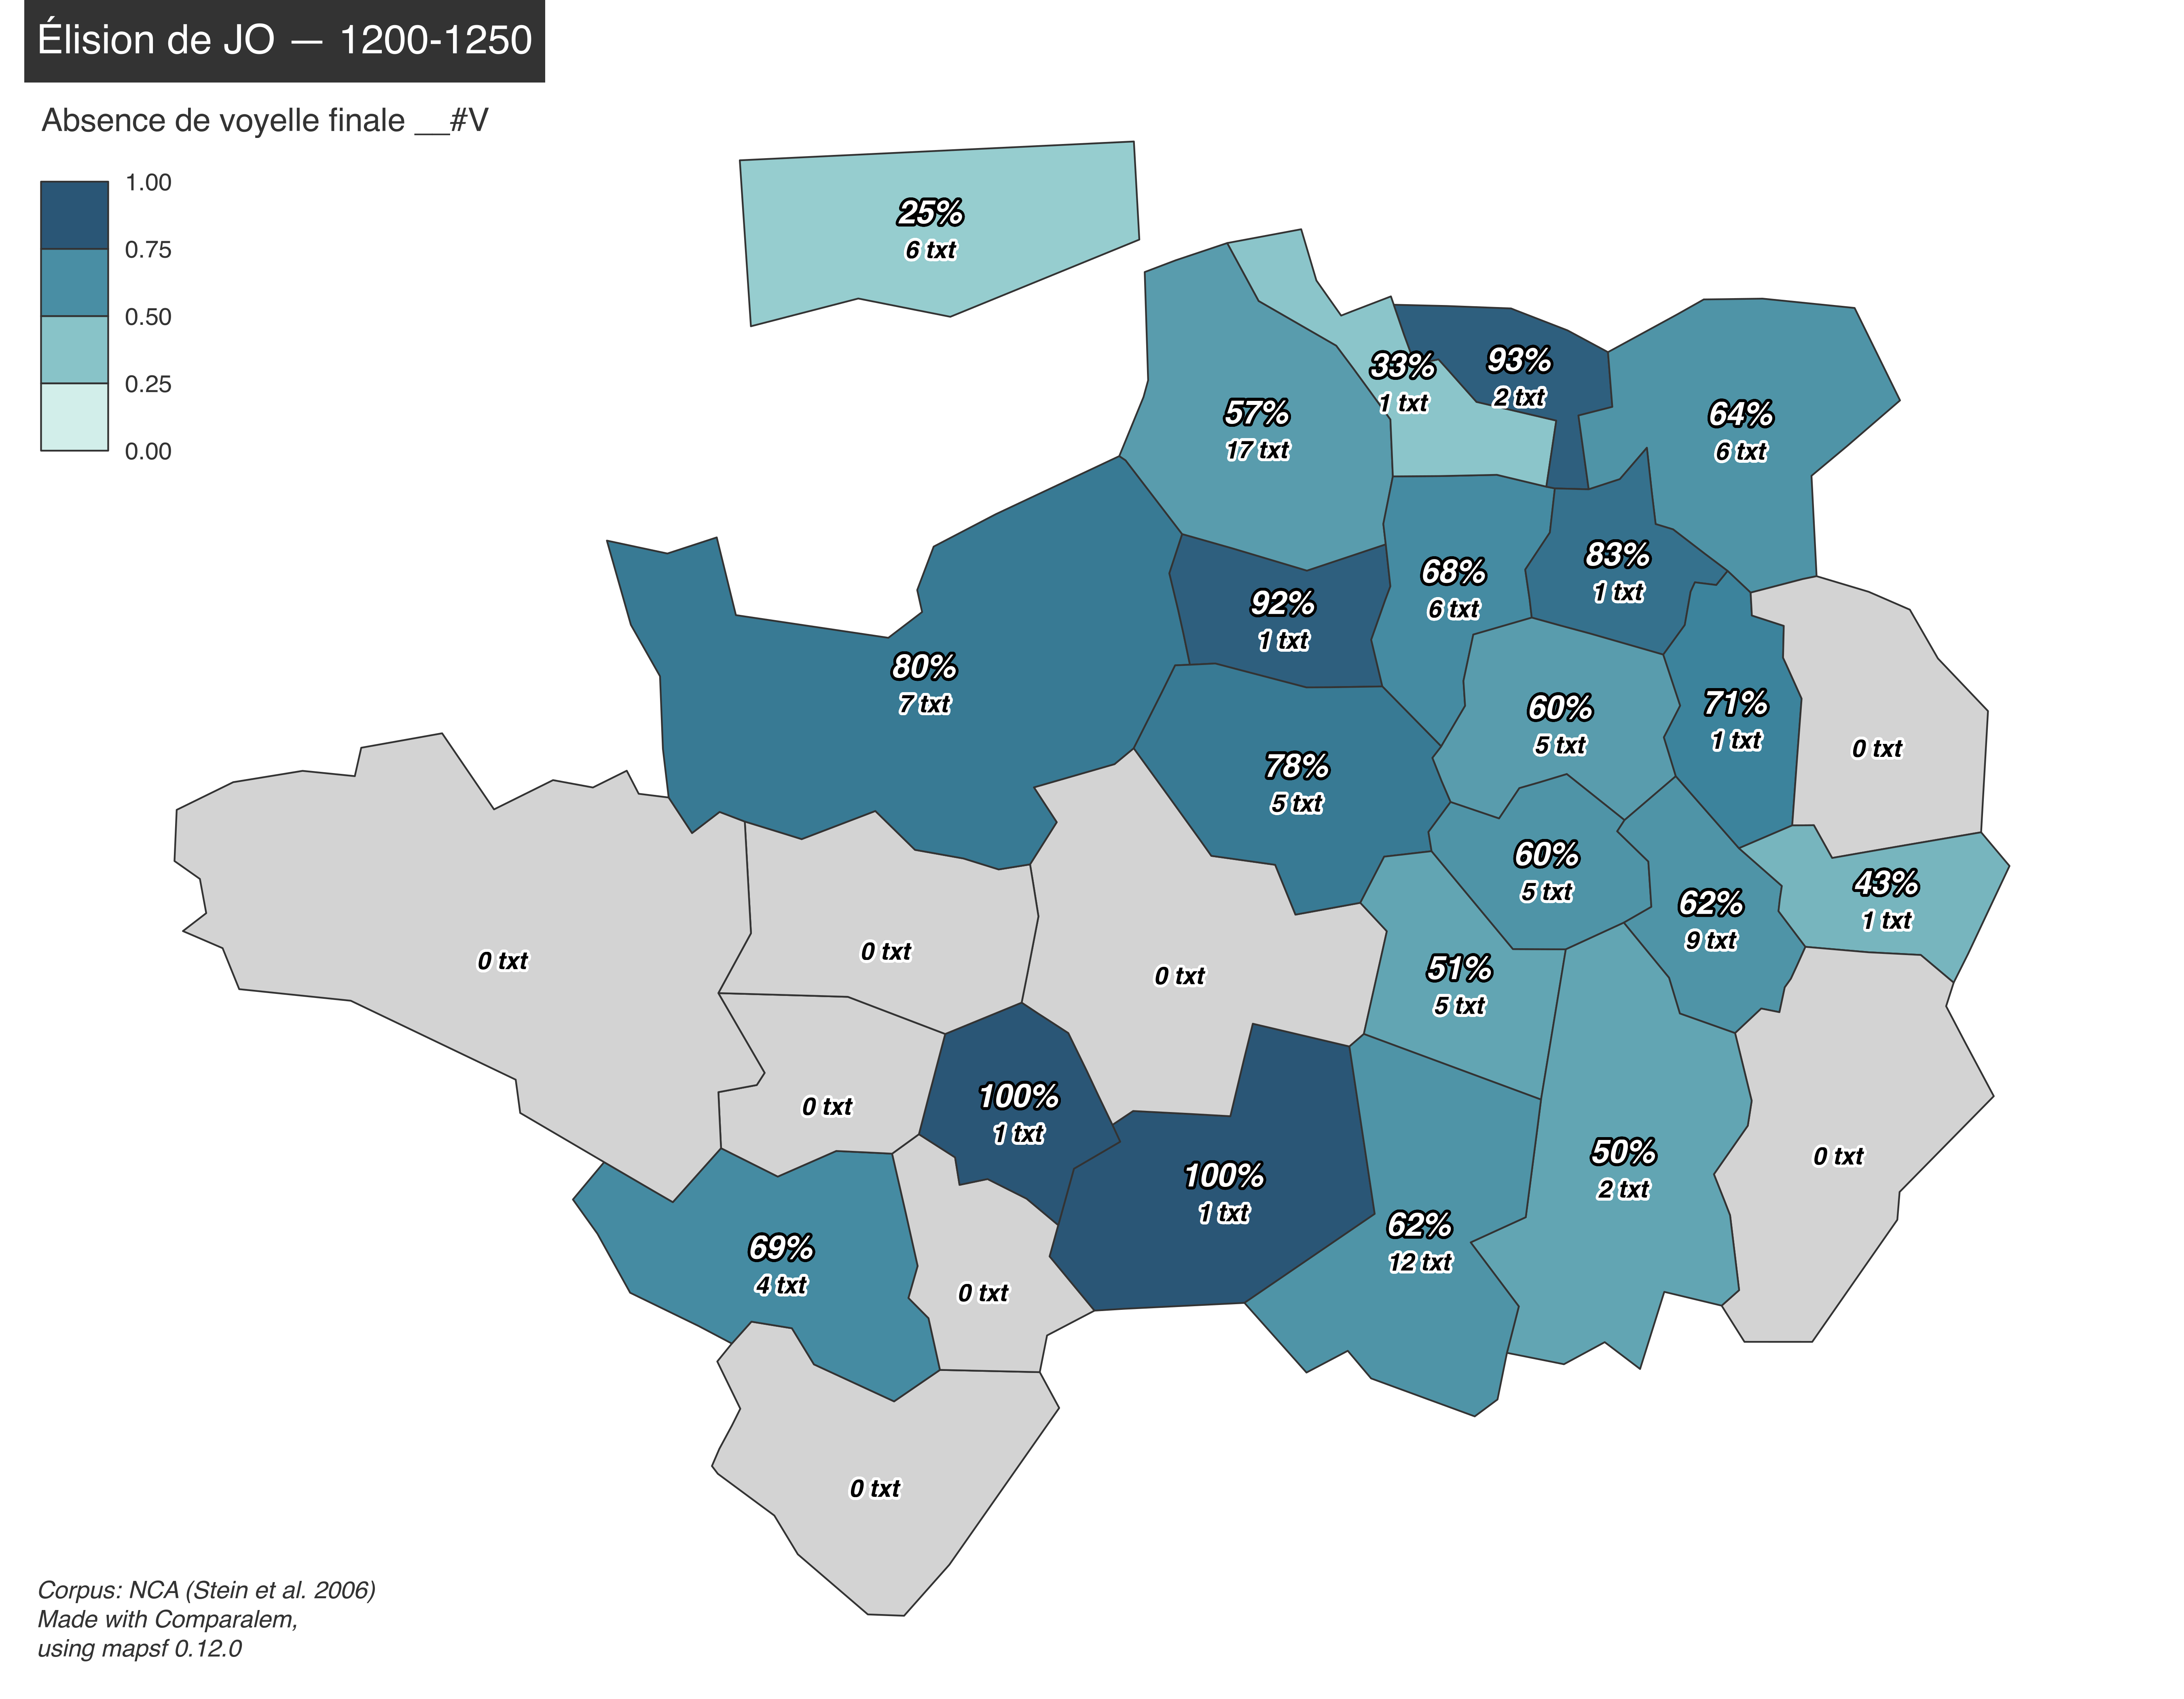 Élision de JO — 1200-1250
Absence de voyelle finale __#V
1.00
0.75
0.50
0.25
0.00
25%
6 txt
33%
1 txt
93%
2 txt
57%
17 txt
64%
6 txt
83%
1 txt
68%
6 txt
92%
1 txt
80%
7 txt
60%
5 txt
71%
1 txt
0 txt
78%
5 txt
60%
5 txt
43%
1 txt
62%
9 txt
0 txt
0 txt
0 txt
51%
5 txt
0 txt
100%
1 txt
100%
1 txt
50%
2 txt
0 txt
62%
12 txt
69%
4 txt
0 txt
0 txt
Corpus: NCA (Stein et al. 2006)
Made with Comparalem,
using mapsf 0.12.0